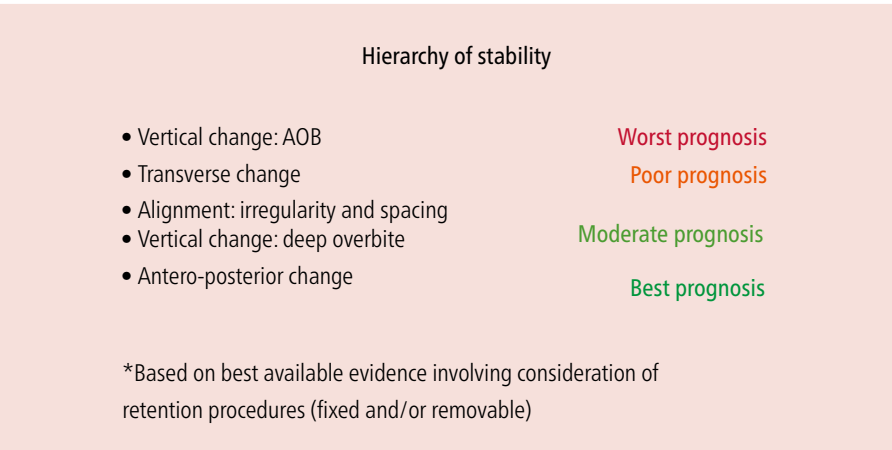 Hierarchy of stability
• Vertical change: AOB Worst prognosis
• Transverse change Poor prognosis
• Alignment: irregularity and spacing
• Vertical change: deep overbite Moderate prognosis
• Antero-posterior change Best prognosis
*Based on best available evidence involving consideration of
retention procedures (fixed and/or removable)